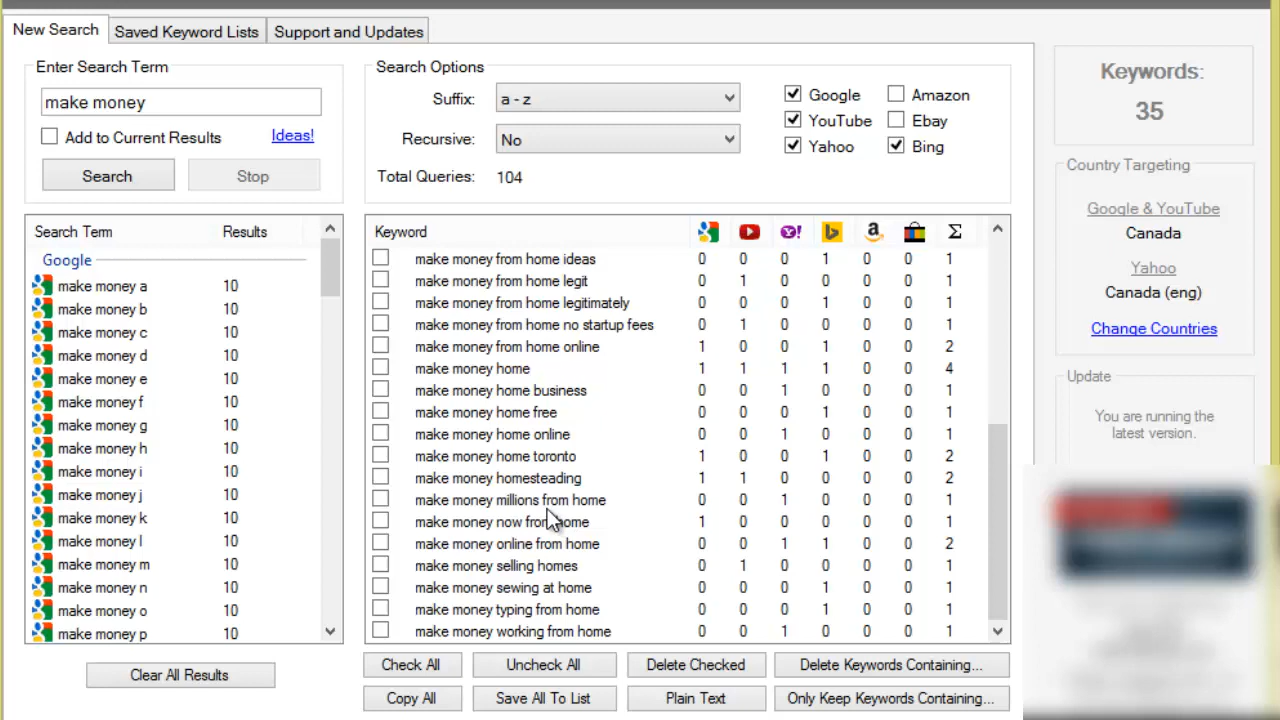 New Search Saved Keyword Lists Support and Updates
Enter Search Term
make money
Add to Current Results Ideas!
Search Stop
Search Options
Suffix: a - z
Recursive: No
Total Queries: 104
Google Amazon
YouTube Ebay
Yahoo Bing
Keywords:
35
Country Targeting
Google & YouTube
Canada
Yahoo
Canada (eng)
Change Countries
Update
You are running the
latest version.
Search Term Results
Google
make money a 10
make money b 10
make money c 10
make money d 10
make money e 10
make money f 10
make money g 10
make money h 10
make money i 10
make money j 10
make money k 10
make money l 10
make money m 10
make money n 10
make money o 10
make money p 10
Clear All Results
Keyword Y! b a Σ
make money from home ideas 0 0 0 1 0 0 1
make money from home legit 0 1 0 0 0 0 1
make money from home legitimately 0 0 0 1 0 0 1
make money from home no startup fees 0 1 0 0 0 0 1
make money from home online 1 0 0 1 0 0 2
make money home 1 1 1 1 0 0 4
make money home business 0 0 1 0 0 0 1
make money home free 0 0 0 1 0 0 1
make money home online 0 0 1 0 0 0 1
make money home toronto 1 0 0 1 0 0 2
make money homesteading 1 1 0 0 0 0 2
make money millions from home 0 0 1 0 0 0 1
make money now from home 1 0 0 0 0 0 1
make money online from home 0 0 1 1 0 0 2
make money selling homes 0 1 0 0 0 0 1
make money sewing at home 0 0 0 1 0 0 1
make money typing from home 0 0 0 1 0 0 1
make money working from home 0 0 1 0 0 0 1
Check All Uncheck All Delete Checked Delete Keywords Containing...
Copy All Save All To List Plain Text Only Keep Keywords Containing...